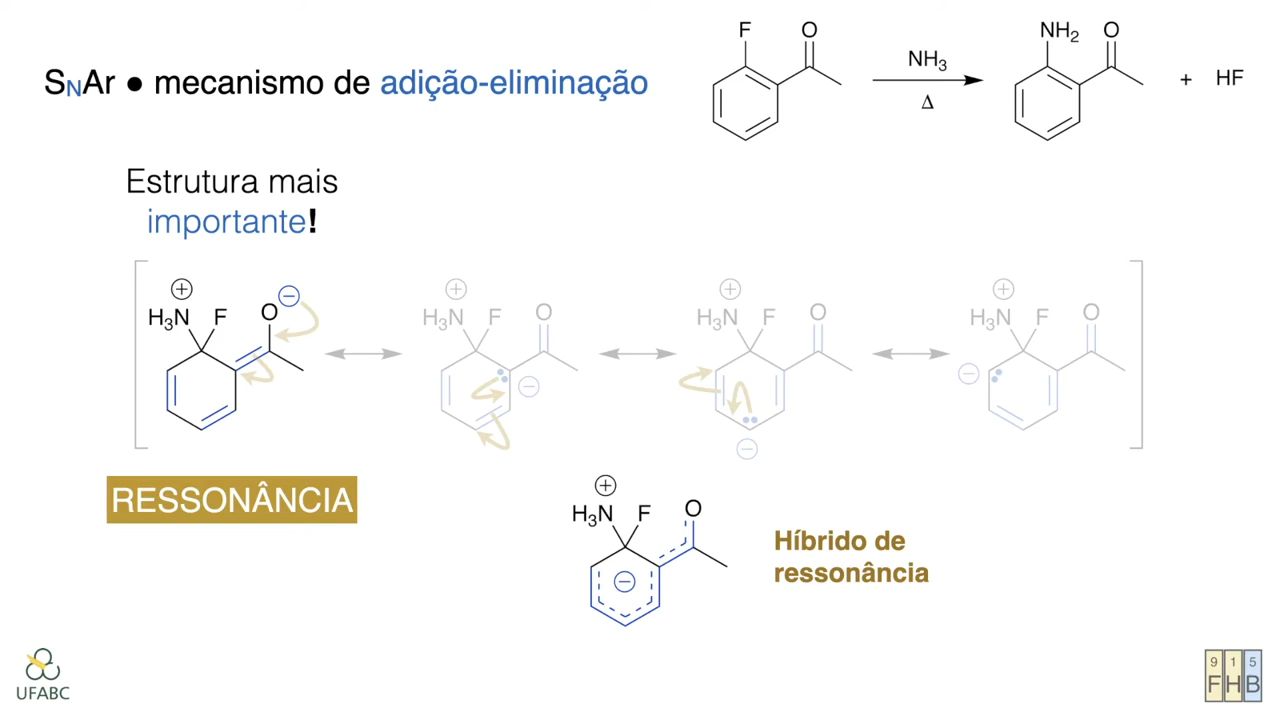 SNAr ● mecanismo de adição-eliminação
F O NH₃ Δ NH₂ O + HF
Estrutura mais
importante!
⊕ ⊖ ⊕ ⊕ ⊕
H₃N F O H₃N F O H₃N F O H₃N F O
⊖ ⊖
⊖
RESSONÂNCIA
⊕
H₃N F O
⊖
Híbrido de
ressonância
UFABC
9 1 5
F H B